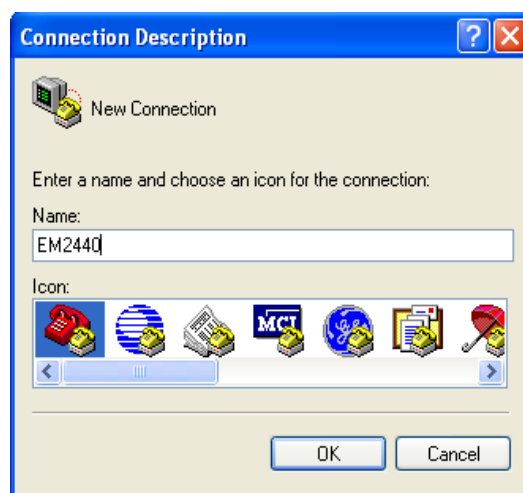 Connection Description
New Connection
Enter a name and choose an icon for the connection:
Name:
EM2440
Icon:
MCI
OK Cancel